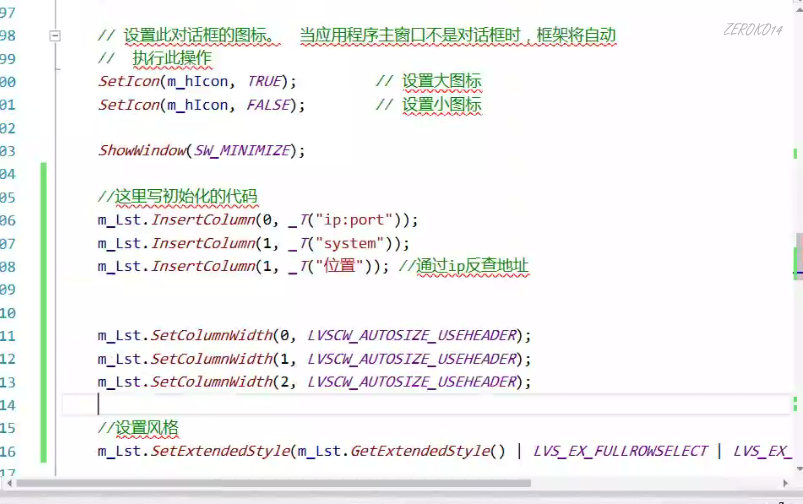 ZEROKO14
97
98 // 设置此对话框的图标。 当应用程序主窗口不是对话框时，框架将自动
99 // 执行此操作
00 SetIcon(m_hIcon, TRUE); // 设置大图标
01 SetIcon(m_hIcon, FALSE); // 设置小图标
02
03 ShowWindow(SW_MINIMIZE);
04
05 //这里写初始化的代码
06 m_Lst.InsertColumn(0, _T("ip:port"));
07 m_Lst.InsertColumn(1, _T("system"));
08 m_Lst.InsertColumn(1, _T("位置")); //通过ip反查地址
09
10
11 m_Lst.SetColumnWidth(0, LVSCW_AUTOSIZE_USEHEADER);
12 m_Lst.SetColumnWidth(1, LVSCW_AUTOSIZE_USEHEADER);
13 m_Lst.SetColumnWidth(2, LVSCW_AUTOSIZE_USEHEADER);
14
15 //设置风格
16 m_Lst.SetExtendedStyle(m_Lst.GetExtendedStyle() | LVS_EX_FULLROWSELECT | LVS_EX_
17